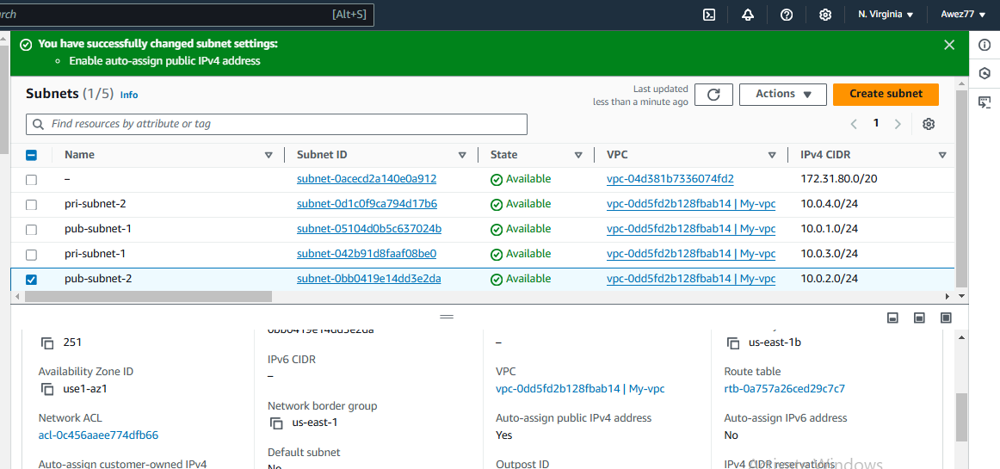 rch [Alt+S] N. Virginia Awez77
You have successfully changed subnet settings:
Enable auto-assign public IPv4 address
Subnets (1/5) Info
Last updated
less than a minute ago
Actions
Create subnet
Find resources by attribute or tag
1
Name Subnet ID State VPC IPv4 CIDR
– subnet-0acecd2a140e0a912 Available vpc-04d381b7336074fd2 172.31.80.0/20
pri-subnet-2 subnet-0d1c0f9ca794d17b6 Available vpc-0dd5fd2b128fbab14 | My-vpc 10.0.4.0/24
pub-subnet-1 subnet-05104d0b5c637024b Available vpc-0dd5fd2b128fbab14 | My-vpc 10.0.1.0/24
pri-subnet-1 subnet-042b91d8faaf08be0 Available vpc-0dd5fd2b128fbab14 | My-vpc 10.0.3.0/24
pub-subnet-2 subnet-0bb0419e14dd3e2da Available vpc-0dd5fd2b128fbab14 | My-vpc 10.0.2.0/24
251
Availability Zone ID
use1-az1
Network ACL
acl-0c456aaee774dfb66
Auto-assign customer-owned IPv4
0bb0419e14dd3e2da
IPv6 CIDR
–
Network border group
us-east-1
Default subnet
No
–
VPC
vpc-0dd5fd2b128fbab14 | My-vpc
Auto-assign public IPv4 address
Yes
Outpost ID
us-east-1b
Route table
rtb-0a757a26ced29c7c7
Auto-assign IPv6 address
No
IPv4 CIDR reservations
Activate Windows